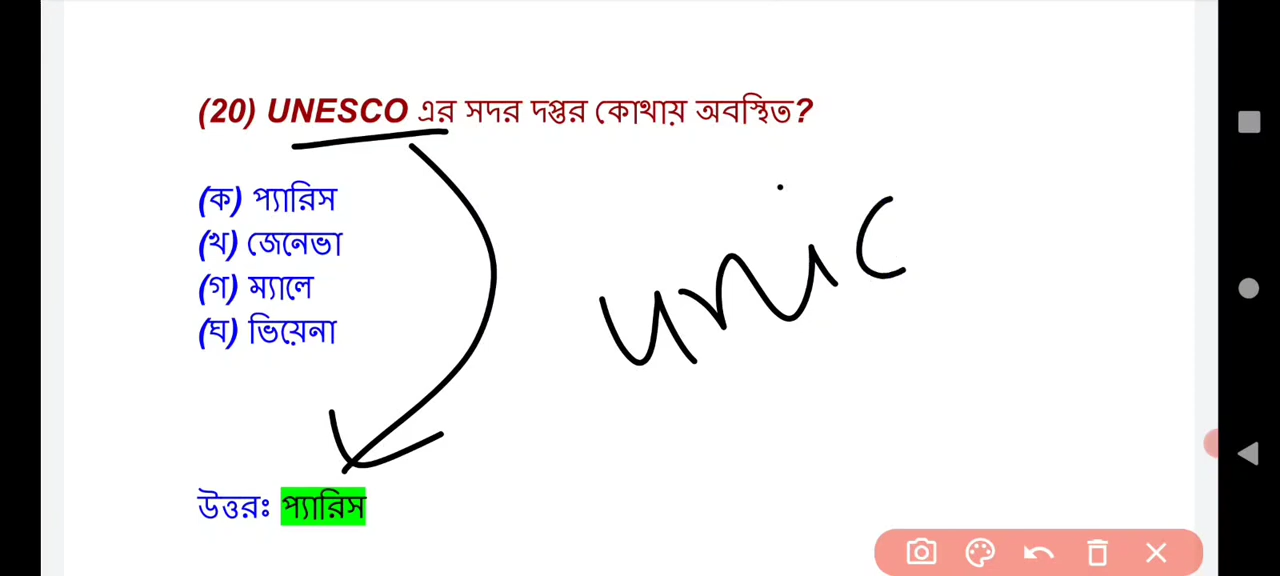 (20) UNESCO এর সদর দপ্তর কোথায় অবস্থিত?
(ক) প্যারিস
(খ) জেনেভা
(গ) ম্যালে
(ঘ) ভিয়েনা
unic
উত্তরঃ প্যারিস